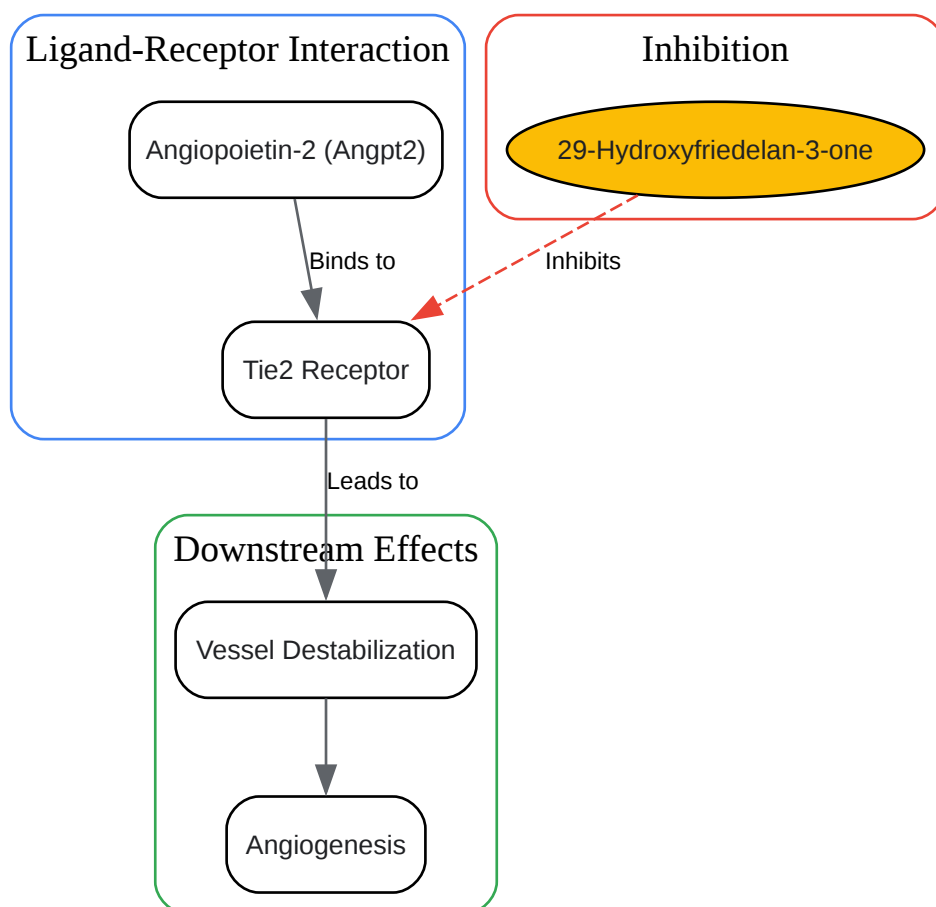 Ligand-Receptor Interaction
Inhibition
Angiopoietin-2 (Angpt2)
29-Hydroxyfriedelan-3-one
Binds to
Inhibits
Tie2 Receptor
Leads to
Downstream Effects
Vessel Destabilization
Angiogenesis